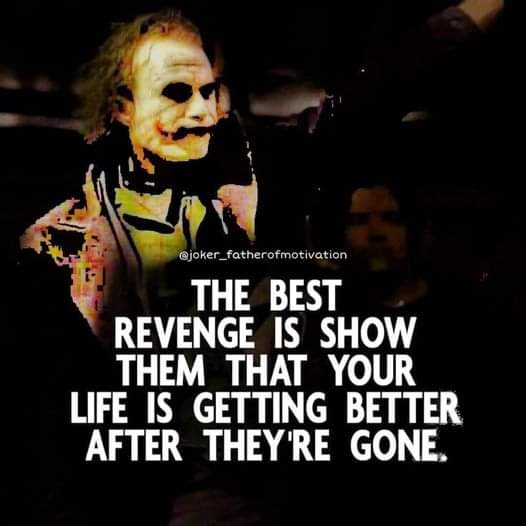 @joker_fatherofmotivation
THE BEST
REVENGE IS SHOW
THEM THAT YOUR
LIFE IS GETTING BETTER
AFTER THEY'RE GONE.